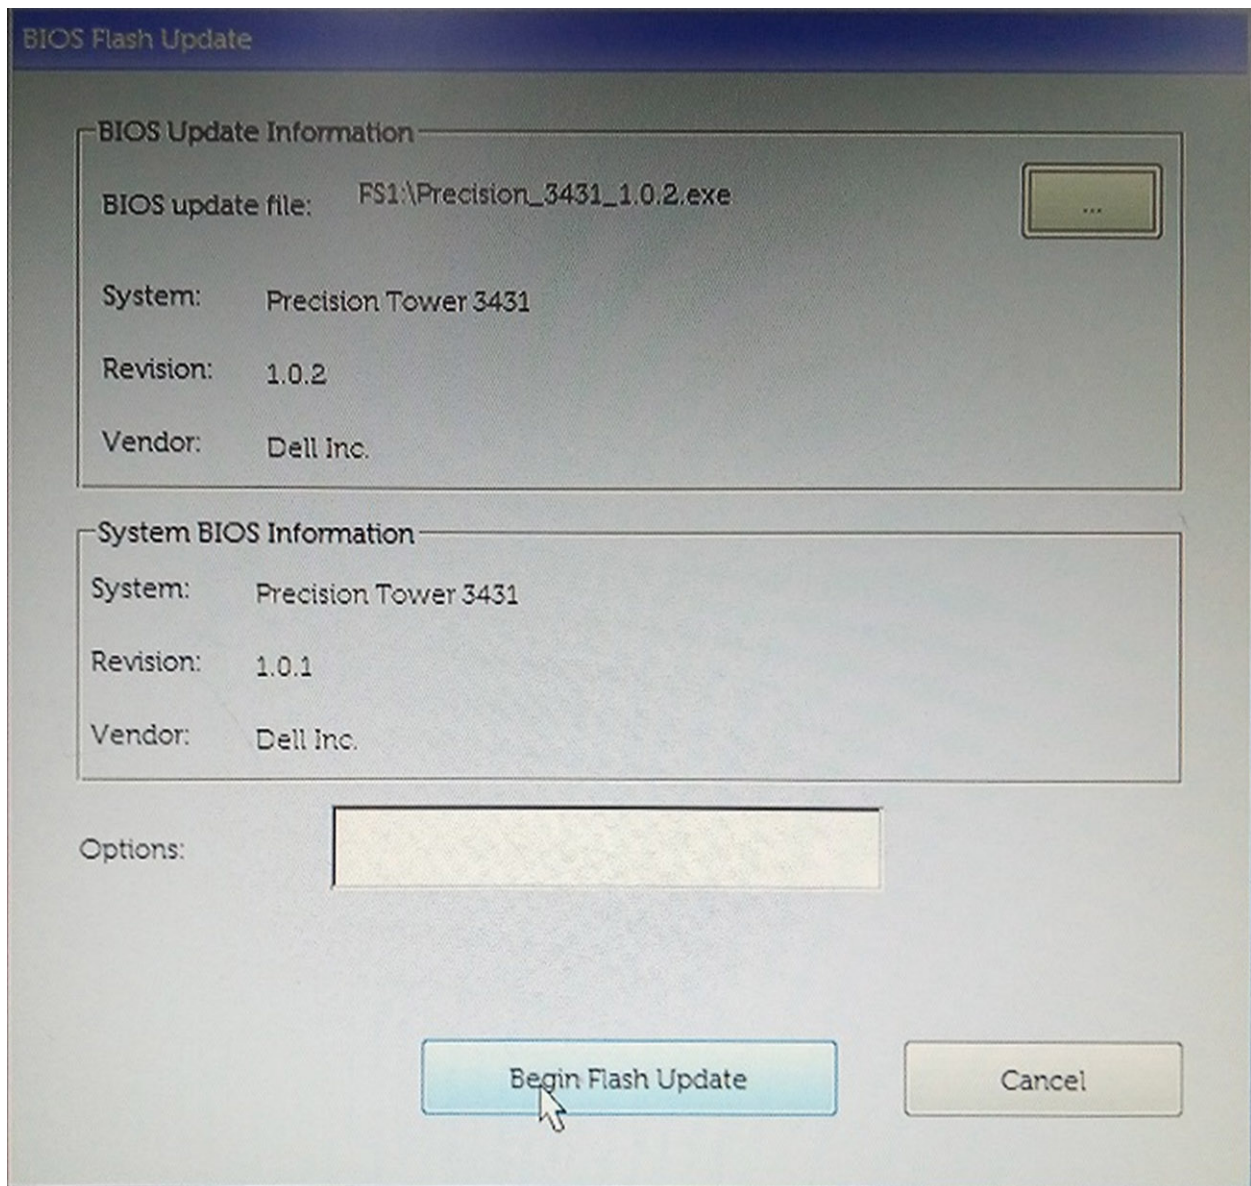 BIOS Flash Update
BIOS Update Information
BIOS update file: FS1:\Precision_3431_1.0.2.exe
...
System: Precision Tower 3431
Revision: 1.0.2
Vendor: Dell Inc.
System BIOS Information
System: Precision Tower 3431
Revision: 1.0.1
Vendor: Dell Inc.
Options:
Begin Flash Update
Cancel